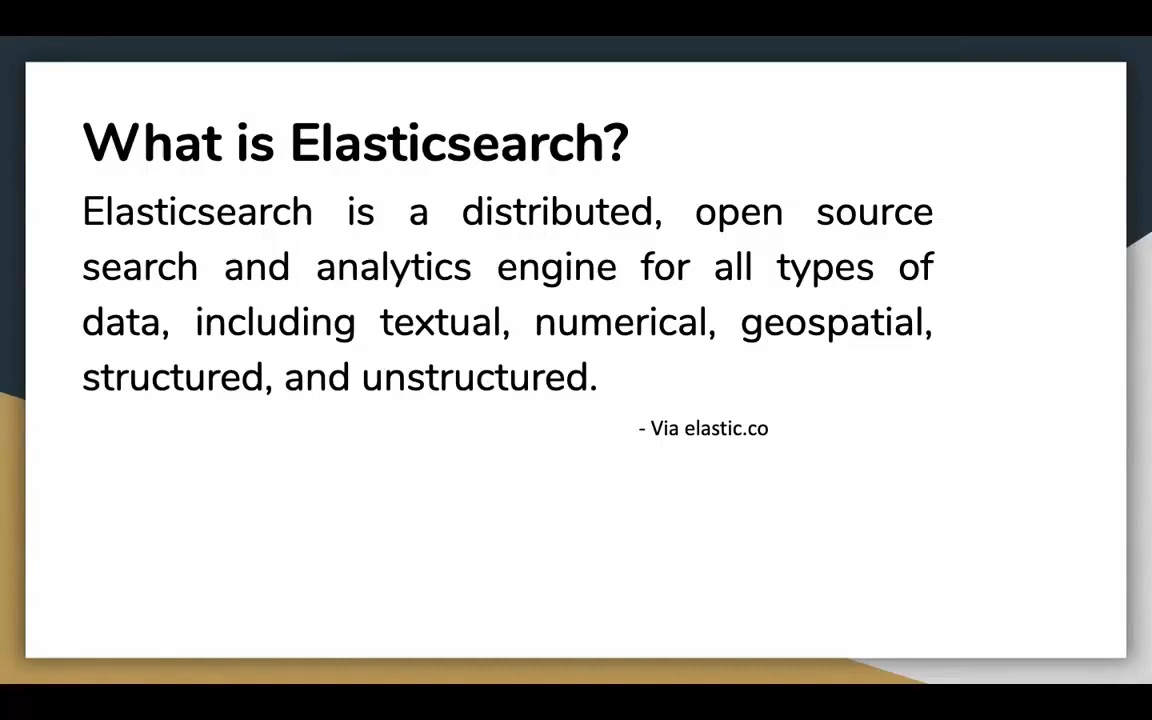 What is Elasticsearch?
Elasticsearch is a distributed, open source
search and analytics engine for all types of
data, including textual, numerical, geospatial,
structured, and unstructured.
- Via elastic.co